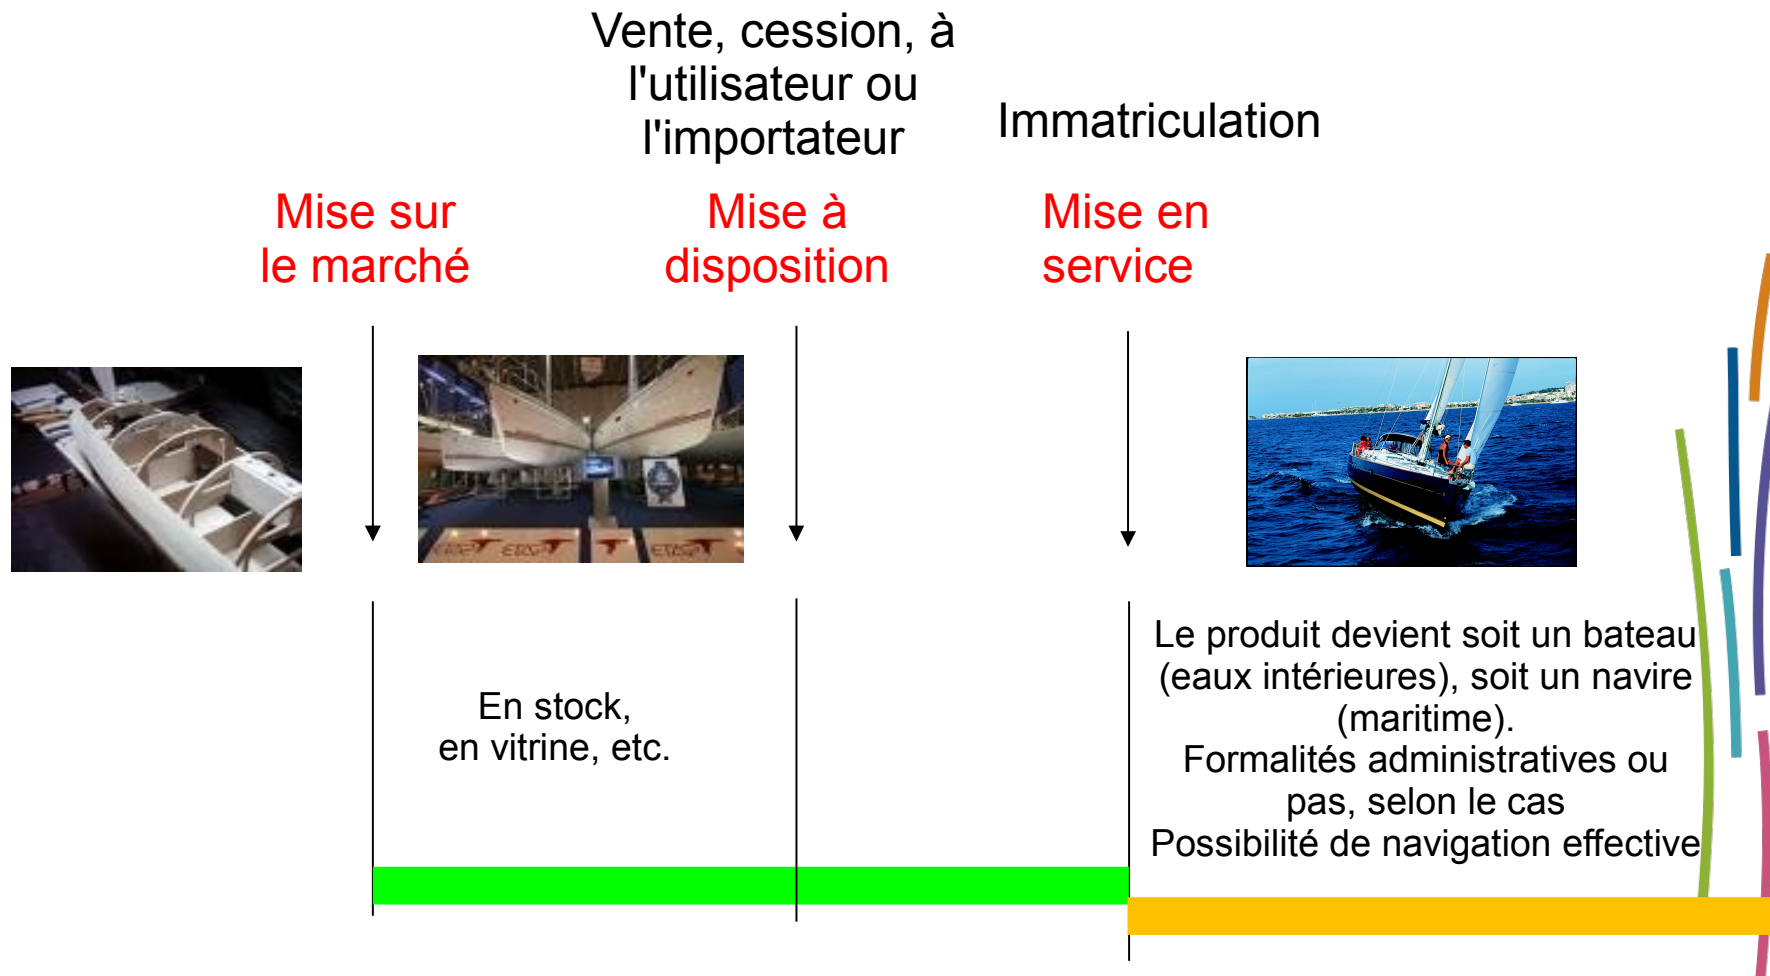 Vente, cession, à
l'utilisateur ou
l'importateur
Immatriculation
Mise sur
le marché
Mise à
disposition
Mise en
service
En stock,
en vitrine, etc.
Le produit devient soit un bateau
(eaux intérieures), soit un navire
(maritime).
Formalités administratives ou
pas, selon le cas
Possibilité de navigation effective